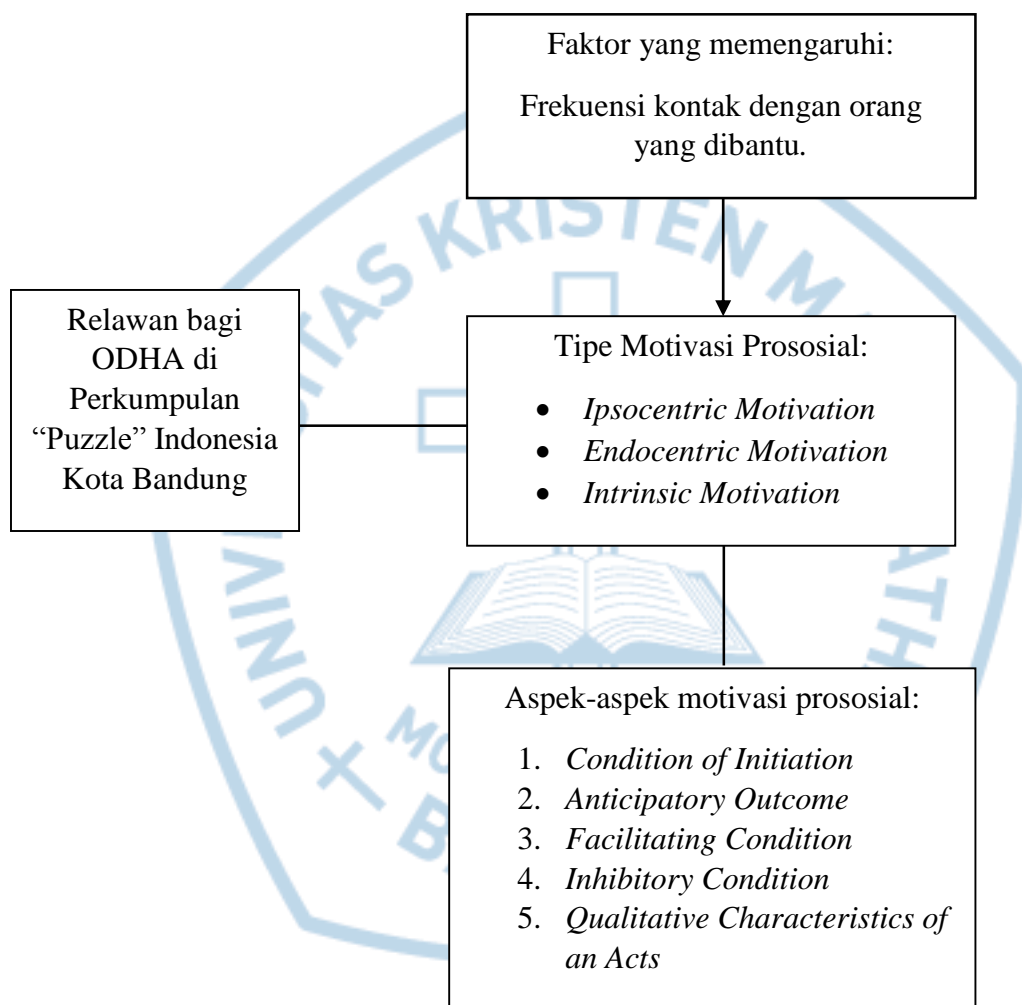 Faktor yang memengaruhi:
Frekuensi kontak dengan orang
yang dibantu.
Relawan bagi
ODHA di
Perkumpulan
“Puzzle” Indonesia
Kota Bandung
Tipe Motivasi Prososial:
• Ipsocentric Motivation
• Endocentric Motivation
• Intrinsic Motivation
Aspek-aspek motivasi prososial:
1. Condition of Initiation
2. Anticipatory Outcome
3. Facilitating Condition
4. Inhibitory Condition
5. Qualitative Characteristics of
an Acts
KRISTEN